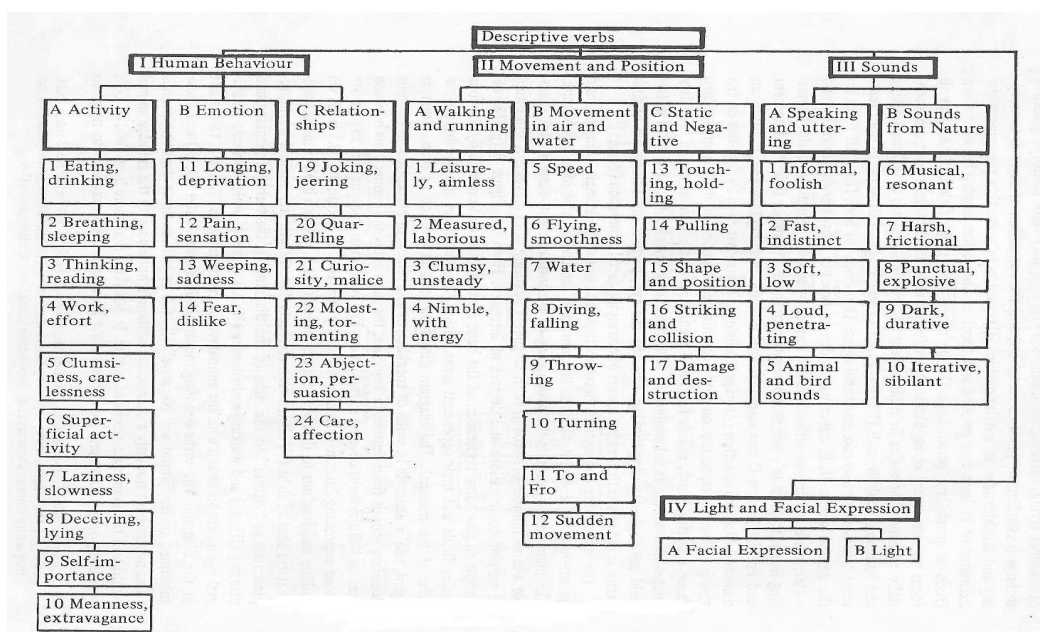 Descriptive verbs
I Human Behaviour
II Movement and Position
III Sounds
A Activity
B Emotion
C Relation-
ships
A Walking
and running
B Movement
in air and
water
C Static
and Nega-
tive
A Speaking
and utter-
ing
B Sounds
from Nature
1 Eating,
drinking
2 Breathing,
sleeping
3 Thinking,
reading
4 Work,
effort
5 Clumsi-
ness, care-
lessness
6 Super-
ficial act-
ivity
7 Laziness,
slowness
8 Deceiving,
lying
9 Self-im-
portance
10 Meanness,
extravagance
11 Longing,
deprivation
12 Pain,
sensation
13 Weeping,
sadness
14 Fear,
dislike
19 Joking,
jeering
20 Quar-
relling
21 Curio-
sity, malice
22 Molest-
ing, tor-
menting
23 Abject-
ion, per-
suasion
24 Care,
affection
1 Leisure-
ly, aimless
2 Measured,
laborious
3 Clumsy,
unsteady
4 Nimble,
with
energy
5 Speed
6 Flying,
smoothness
7 Water
8 Diving,
falling
9 Throw-
ing
10 Turning
11 To and
Fro
12 Sudden
movement
13 Touch-
ing, hold-
ing
14 Pulling
15 Shape
and position
16 Striking
and
collision
17 Damage
and des-
truction
1 Informal,
foolish
2 Fast,
indistinct
3 Soft,
low
4 Loud,
penetra-
ting
5 Animal
and bird
sounds
6 Musical,
resonant
7 Harsh,
frictional
8 Punctual,
explosive
9 Dark,
durative
10 Iterative,
sibilant
IV Light and Facial Expression
A Facial Expression
B Light